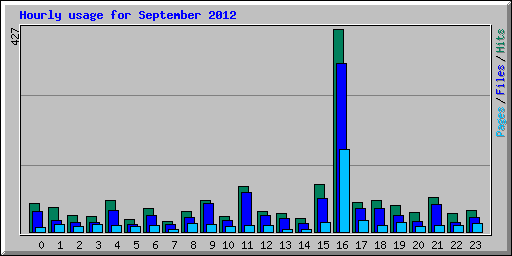 Hourly usage for September 2012
427
Pages/Files/Hits
0 1 2 3 4 5 6 7 8 9 10 11 12 13 14 15 16 17 18 19 20 21 22 23